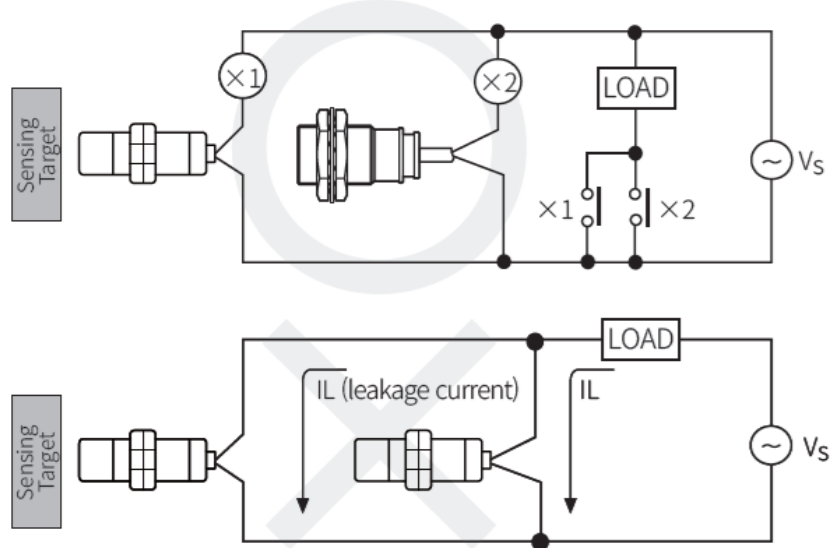 Sensing
Target
×1
×2
LOAD
~
Vs
×1
×2
Sensing
Target
IL (leakage current)
IL
LOAD
~
Vs